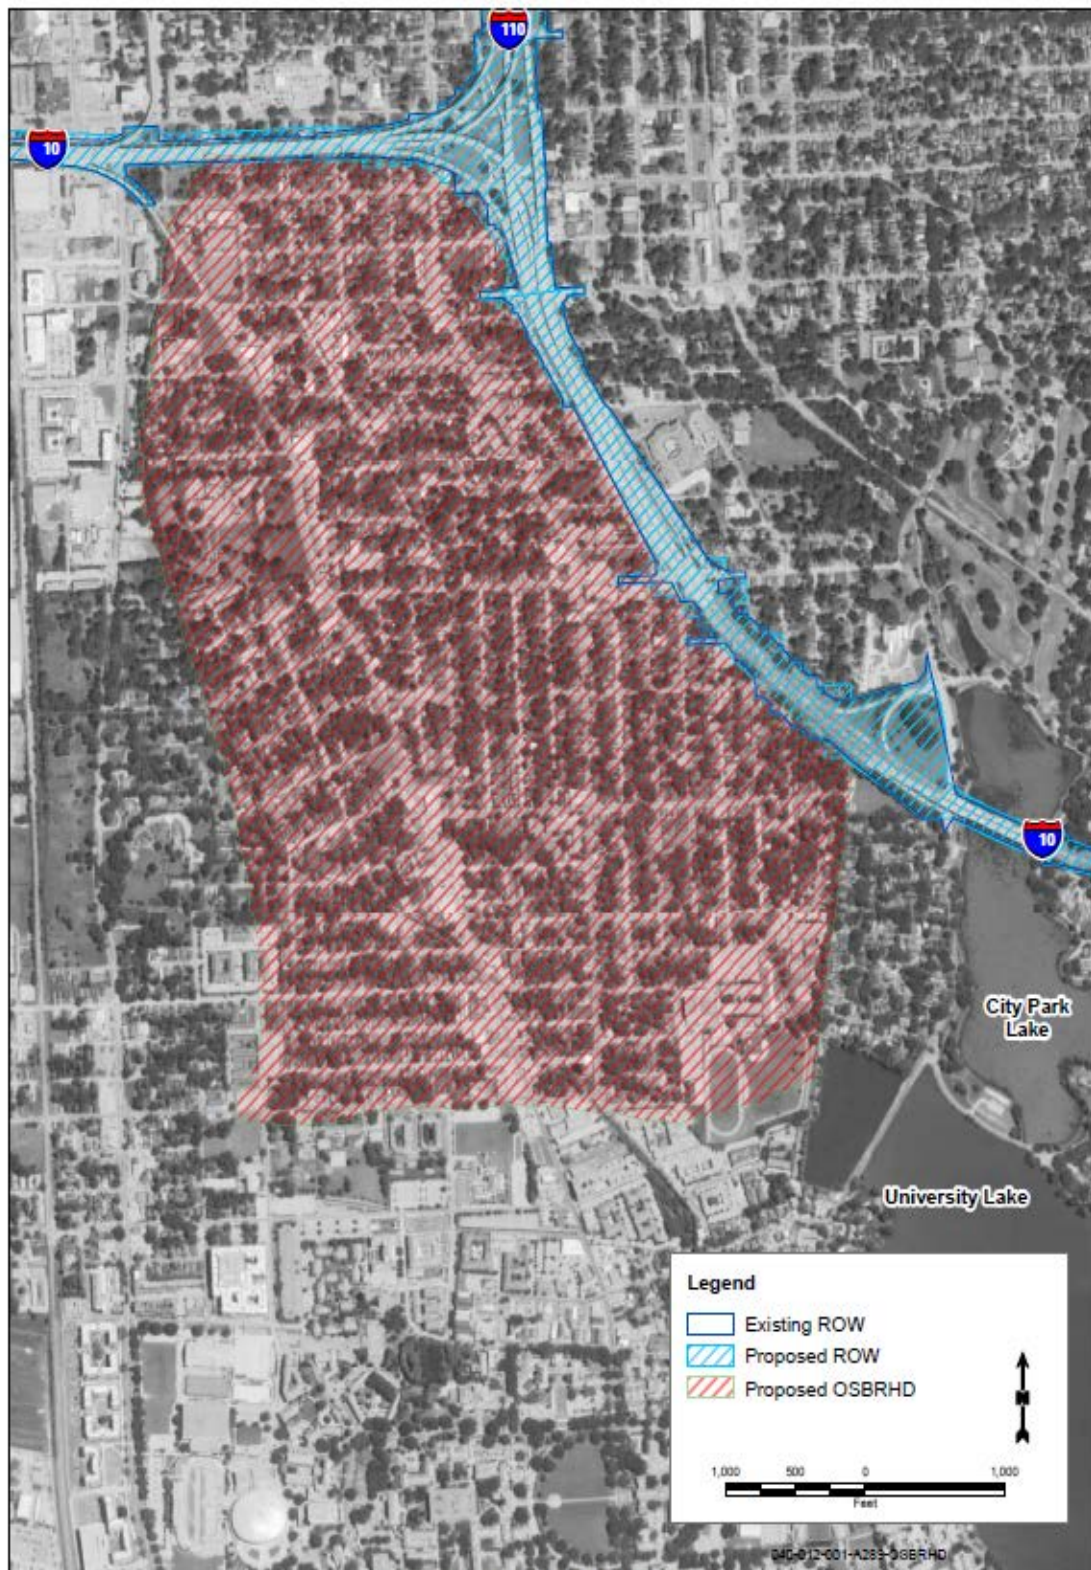 110
10
10
City Park
Lake
University Lake
Legend
Existing ROW
Proposed ROW
Proposed OSBRHD
N
1,000 500 0 1,000
Feet